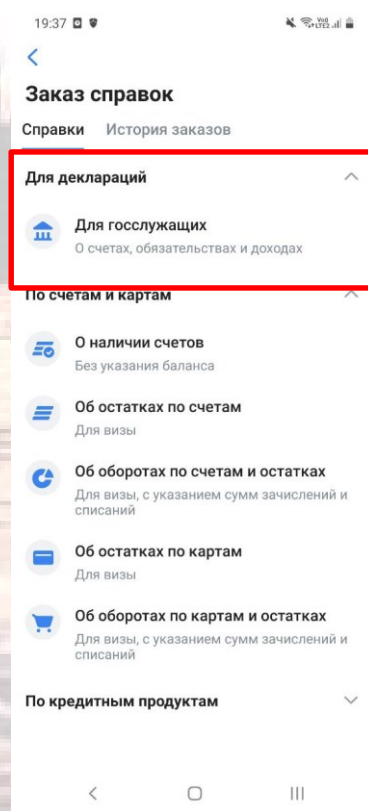 19:37
Vo)) LTE2
Заказ справок
Справки История заказов
Для деклараций
Для госслужащих
О счетах, обязательствах и доходах
По счетам и картам
О наличии счетов
Без указания баланса
Об остатках по счетам
Для визы
Об оборотах по счетам и остатках
Для визы, с указанием сумм зачислений и
списаний
Об остатках по картам
Для визы
Об оборотах по картам и остатках
Для визы, с указанием сумм зачислений и
списаний
По кредитным продуктам